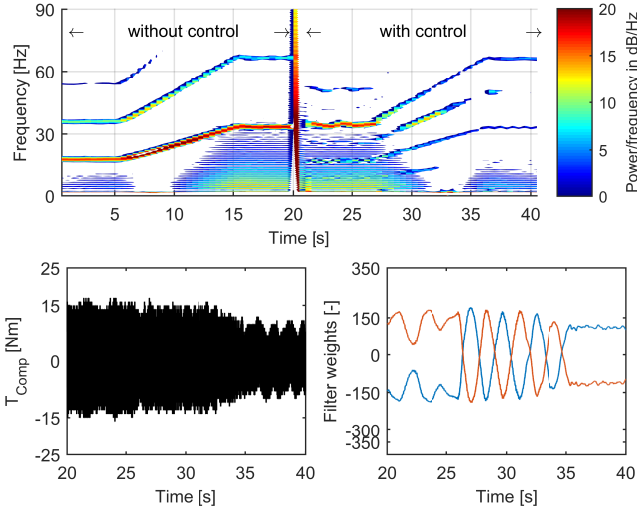 90
60
30
0
Frequency [Hz]
← without control →
← with control →
5 10 15 20 25 30 35 40
Time [s]
20
15
10
5
0
Power/frequency in dB/Hz
25
15
0
-15
-25
T_Comp [Nm]
20 25 30 35 40
Time [s]
350
150
0
-150
-300
-350
Filter weights [-]
20 25 30 35 40
Time [s]